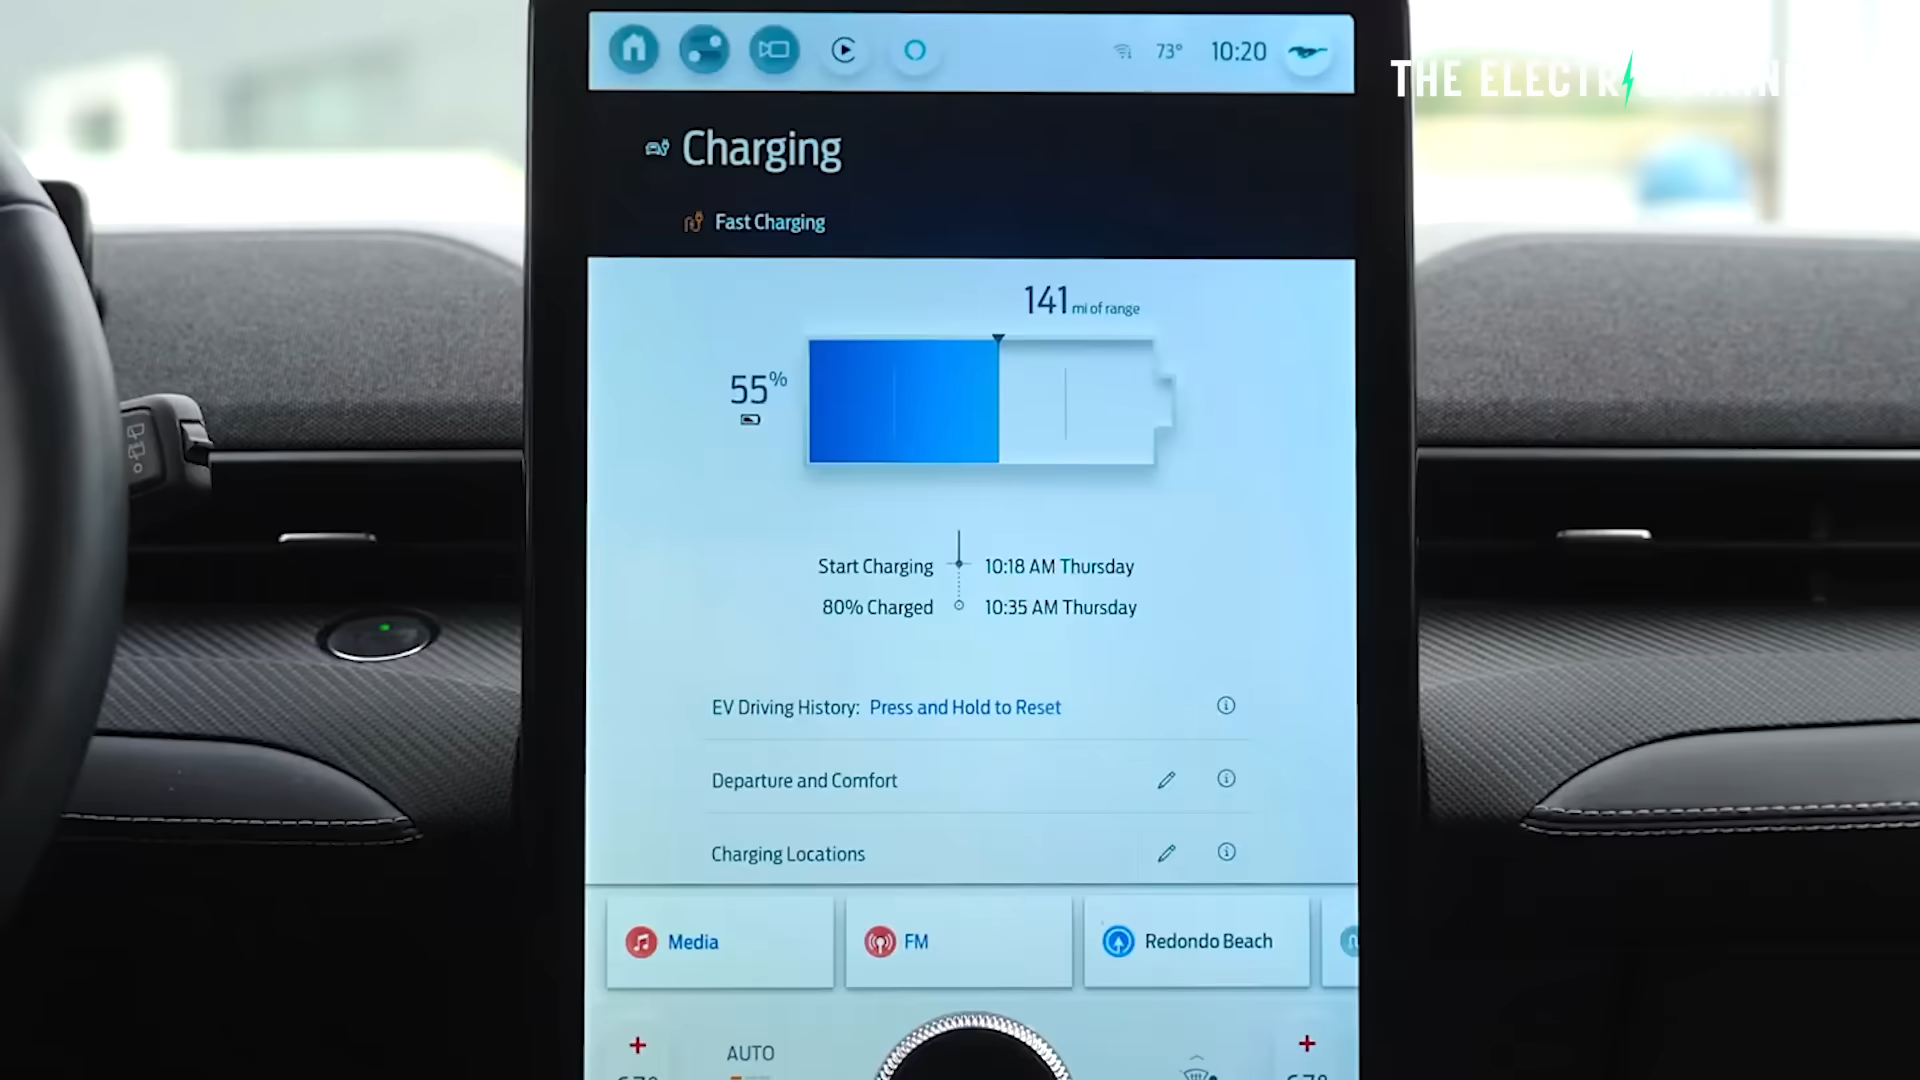 73° 10:20
THE ELECTR
Charging
Fast Charging
141 mi of range
55%
Start Charging 10:18 AM Thursday
80% Charged 10:35 AM Thursday
EV Driving History: Press and Hold to Reset
Departure and Comfort
Charging Locations
Media FM Redondo Beach
+ AUTO +